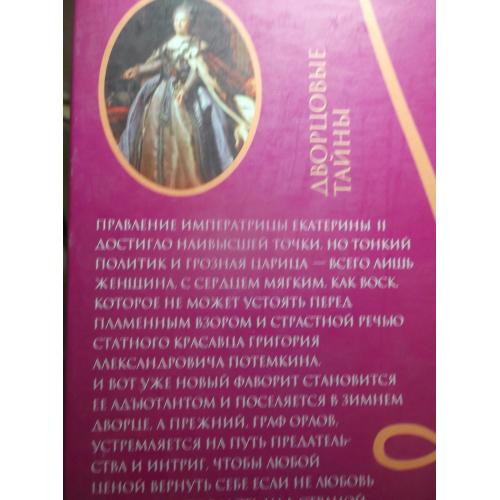 ДВОРЦОВЫЕ
ТАЙНЫ
ПРАВЛЕНИЕ ИМПЕРАТРИЦЫ ЕКАТЕРИНЫ II
ДОСТИГЛО НАИВЫСШЕЙ ТОЧКИ, НО ТОНКИЙ
ПОЛИТИК И ГРОЗНАЯ ЦАРИЦА — ВСЕГО ЛИШЬ
ЖЕНЩИНА, С СЕРДЦЕМ МЯГКИМ, КАК ВОСК,
КОТОРОЕ НЕ МОЖЕТ УСТОЯТЬ ПЕРЕД
ПЛАМЕННЫМ ВЗОРОМ И СТРАСТНОЙ РЕЧЬЮ
СТАТНОГО КРАСАВЦА ГРИГОРИЯ
АЛЕКСАНДРОВИЧА ПОТЕМКИНА.
И ВОТ УЖЕ НОВЫЙ ФАВОРИТ СТАНОВИТСЯ
ЕЕ АДЪЮТАНТОМ И ПОСЕЛЯЕТСЯ В ЗИМНЕМ
ДВОРЦЕ, А ПРЕЖНИЙ, ГРАФ ОРЛОВ,
УСТРЕМЛЯЕТСЯ НА ПУТЬ ПРЕДАТЕЛЬ-
СТВА И ИНТРИГ, ЧТОБЫ ЛЮБОЙ
ЦЕНОЙ ВЕРНУТЬ СЕБЕ ЕСЛИ НЕ ЛЮБОВЬ